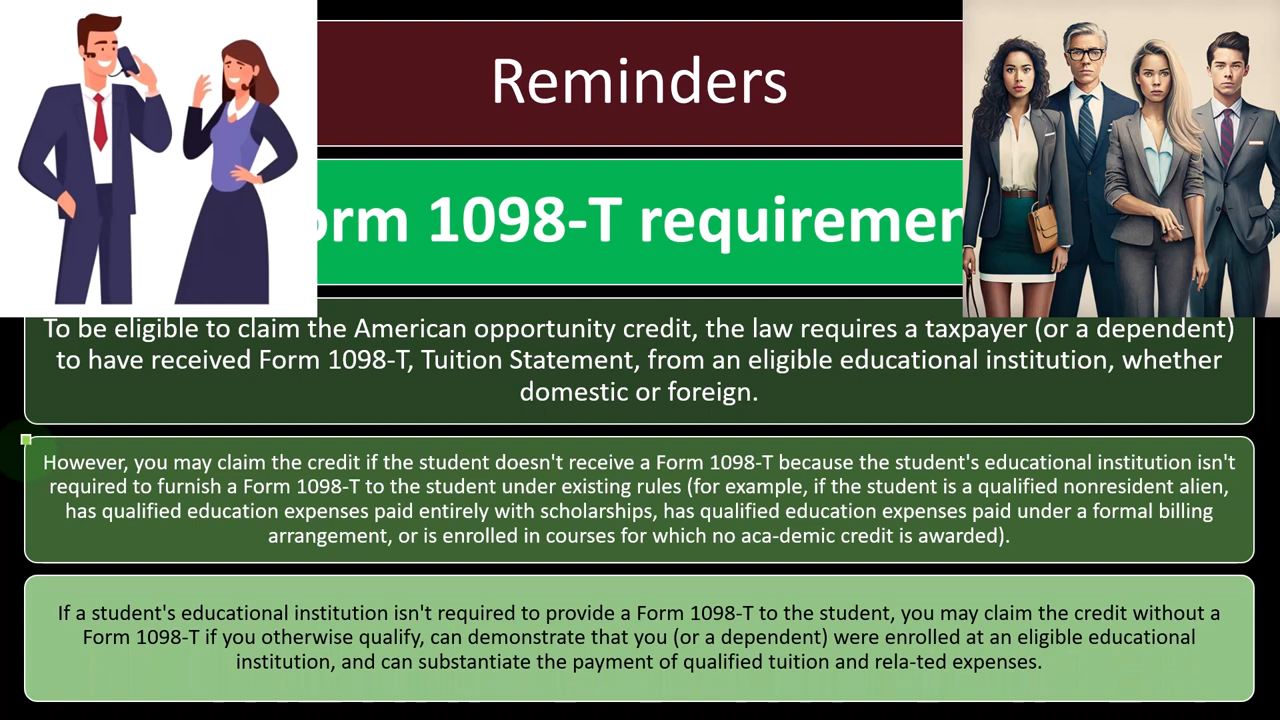 Reminders
orm 1098-T requiremen
To be eligible to claim the American opportunity credit, the law requires a taxpayer (or a dependent)
to have received Form 1098-T, Tuition Statement, from an eligible educational institution, whether
domestic or foreign.
However, you may claim the credit if the student doesn't receive a Form 1098-T because the student's educational institution isn't
required to furnish a Form 1098-T to the student under existing rules (for example, if the student is a qualified nonresident alien,
has qualified education expenses paid entirely with scholarships, has qualified education expenses paid under a formal billing
arrangement, or is enrolled in courses for which no aca-demic credit is awarded).
If a student's educational institution isn't required to provide a Form 1098-T to the student, you may claim the credit without a
Form 1098-T if you otherwise qualify, can demonstrate that you (or a dependent) were enrolled at an eligible educational
institution, and can substantiate the payment of qualified tuition and rela-ted expenses.